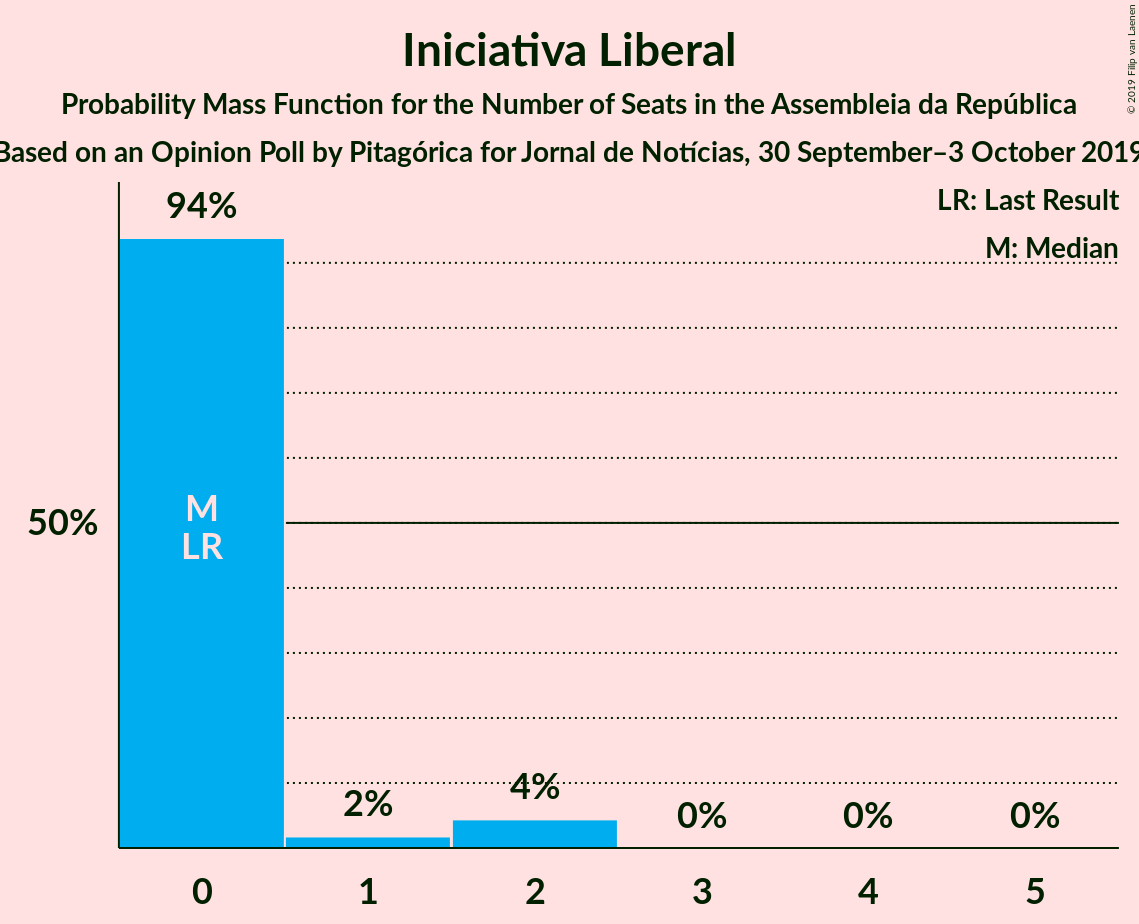 Iniciativa Liberal
Probability Mass Function for the Number of Seats in the Assembleia da República
Based on an Opinion Poll by Pitagórica for Jornal de Notícias, 30 September–3 October 2019
© 2019 Filip van Laenen
LR: Last Result
M: Median
94%
50%
M
LR
2%
4%
0%
0%
0%
0
1
2
3
4
5